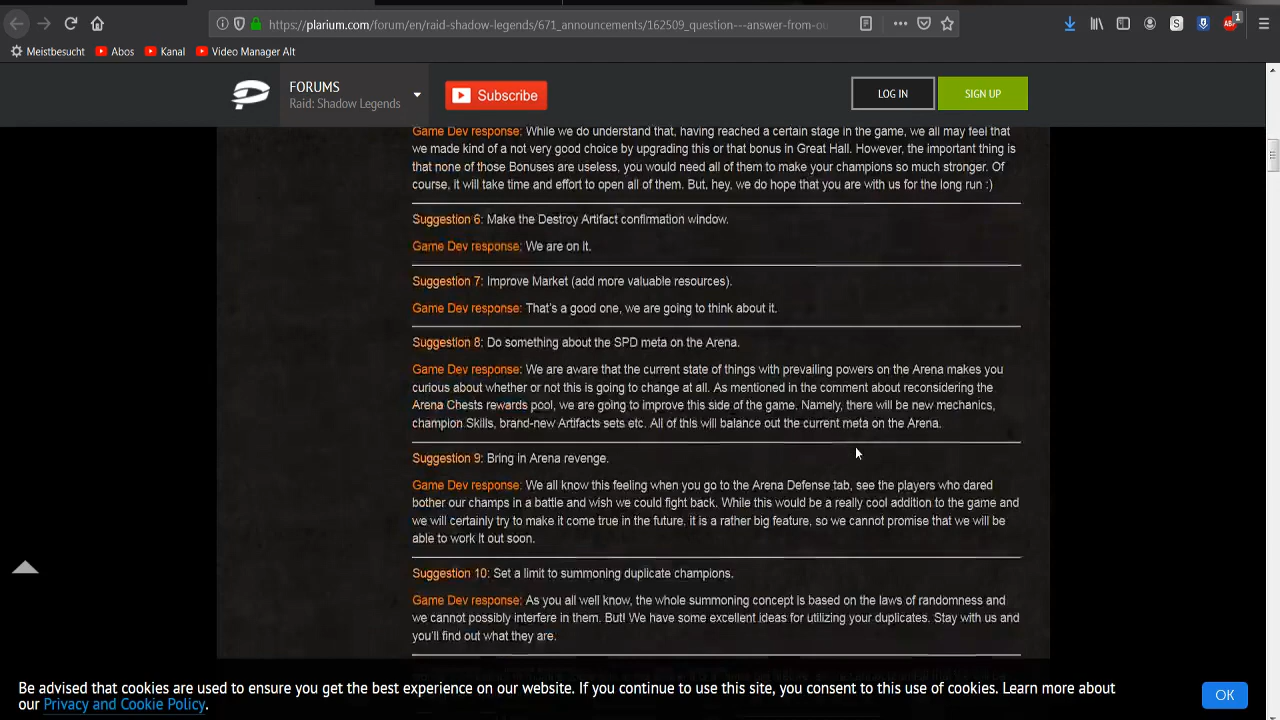 https://plarium.com/forum/en/raid-shadow-legends/671_announcements/162509_question---answer-from-ou
Meistbesucht Abos Kanal Video Manager Alt
FORUMS
Raid: Shadow Legends
Subscribe
LOG IN
SIGN UP
Game Dev response: While we do understand that, having reached a certain stage in the game, we all may feel that
we made kind of a not very good choice by upgrading this or that bonus in Great Hall. However, the important thing is
that none of those Bonuses are useless, you would need all of them to make your champions so much stronger. Of
course, it will take time and effort to open all of them. But, hey, we do hope that you are with us for the long run :)
Suggestion 6: Make the Destroy Artifact confirmation window.
Game Dev response: We are on it.
Suggestion 7: Improve Market (add more valuable resources).
Game Dev response: That's a good one, we are going to think about it.
Suggestion 8: Do something about the SPD meta on the Arena.
Game Dev response: We are aware that the current state of things with prevailing powers on the Arena makes you
curious about whether or not this is going to change at all. As mentioned in the comment about reconsidering the
Arena Chests rewards pool, we are going to improve this side of the game. Namely, there will be new mechanics,
champion Skills, brand-new Artifacts sets etc. All of this will balance out the current meta on the Arena.
Suggestion 9: Bring in Arena revenge.
Game Dev response: We all know this feeling when you go to the Arena Defense tab, see the players who dared
bother our champs in a battle and wish we could fight back. While this would be a really cool addition to the game and
we will certainly try to make it come true in the future, it is a rather big feature, so we cannot promise that we will be
able to work it out soon.
Suggestion 10: Set a limit to summoning duplicate champions.
Game Dev response: As you all well know, the whole summoning concept is based on the laws of randomness and
we cannot possibly interfere in them. But! We have some excellent ideas for utilizing your duplicates. Stay with us and
you'll find out what they are.
Be advised that cookies are used to ensure you get the best experience on our website. If you continue to use this site, you consent to this use of cookies. Learn more about
our Privacy and Cookie Policy.
OK